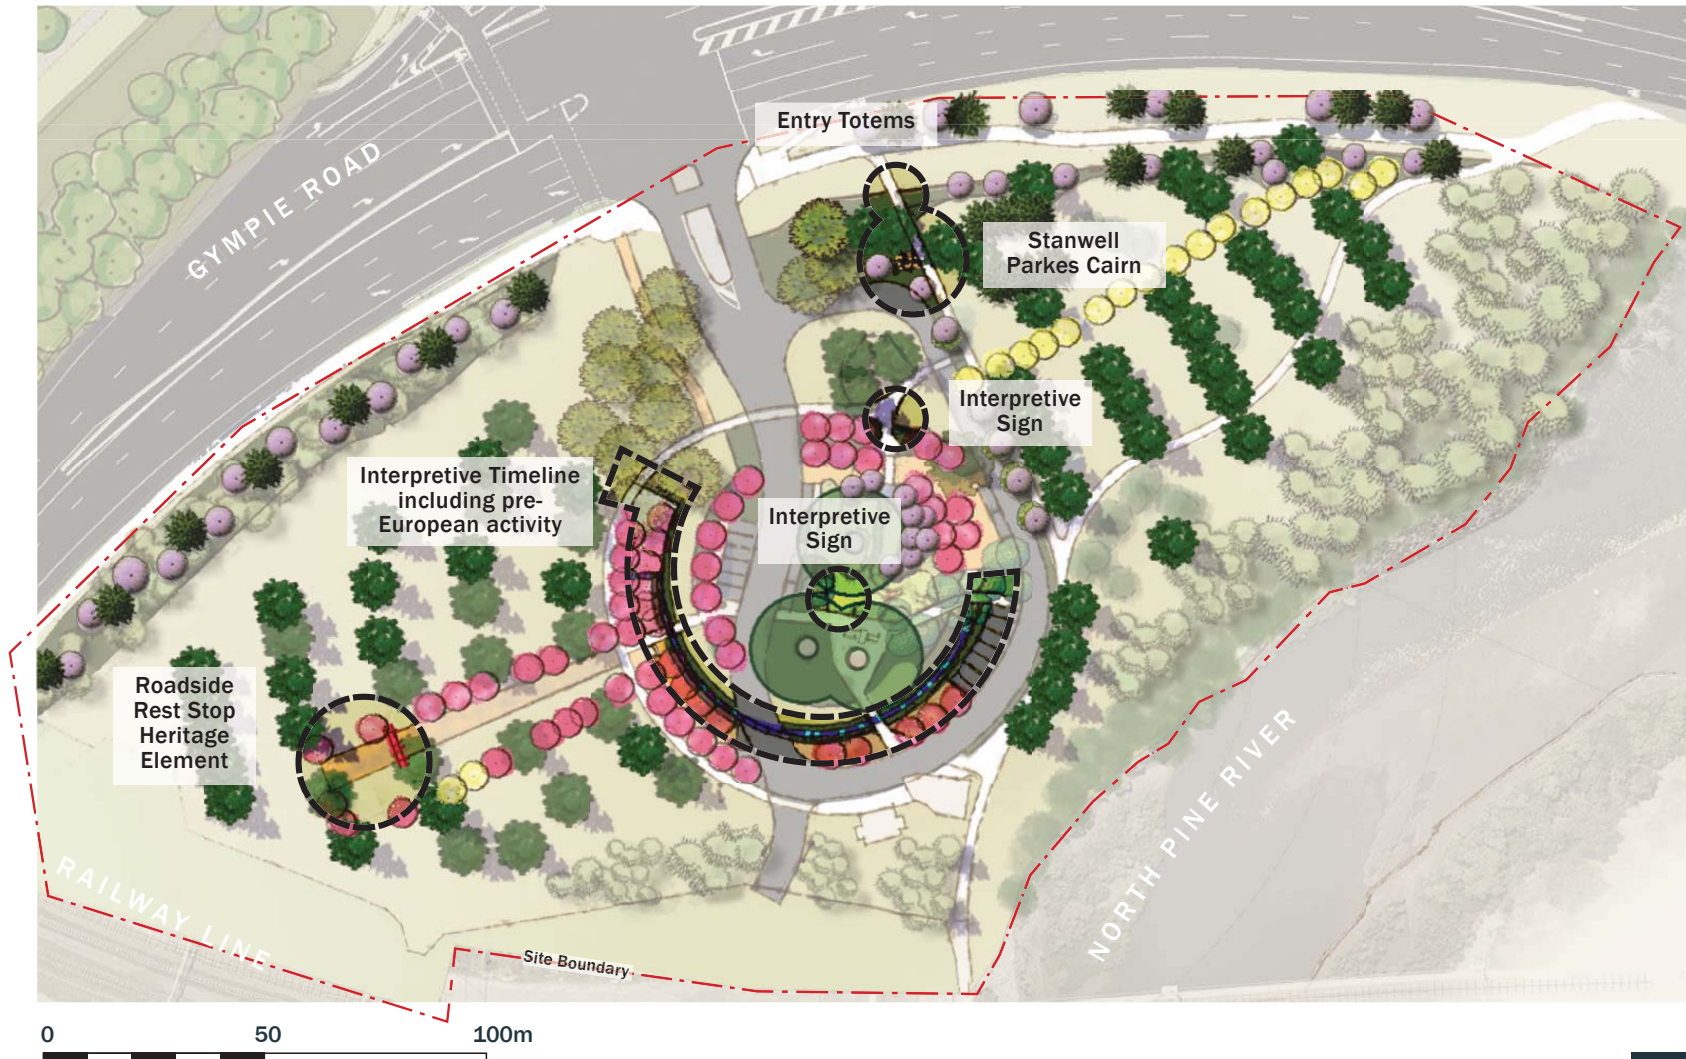 Entry Totems
GYMPIE ROAD
Stanwell
Parkes Cairn
Interpretive
Sign
Interpretive Timeline
including pre-
European activity
Interpretive
Sign
Roadside
Rest Stop
Heritage
Element
NORTH PINE RIVER
RAILWAY LINE
Site Boundary
0 50 100m